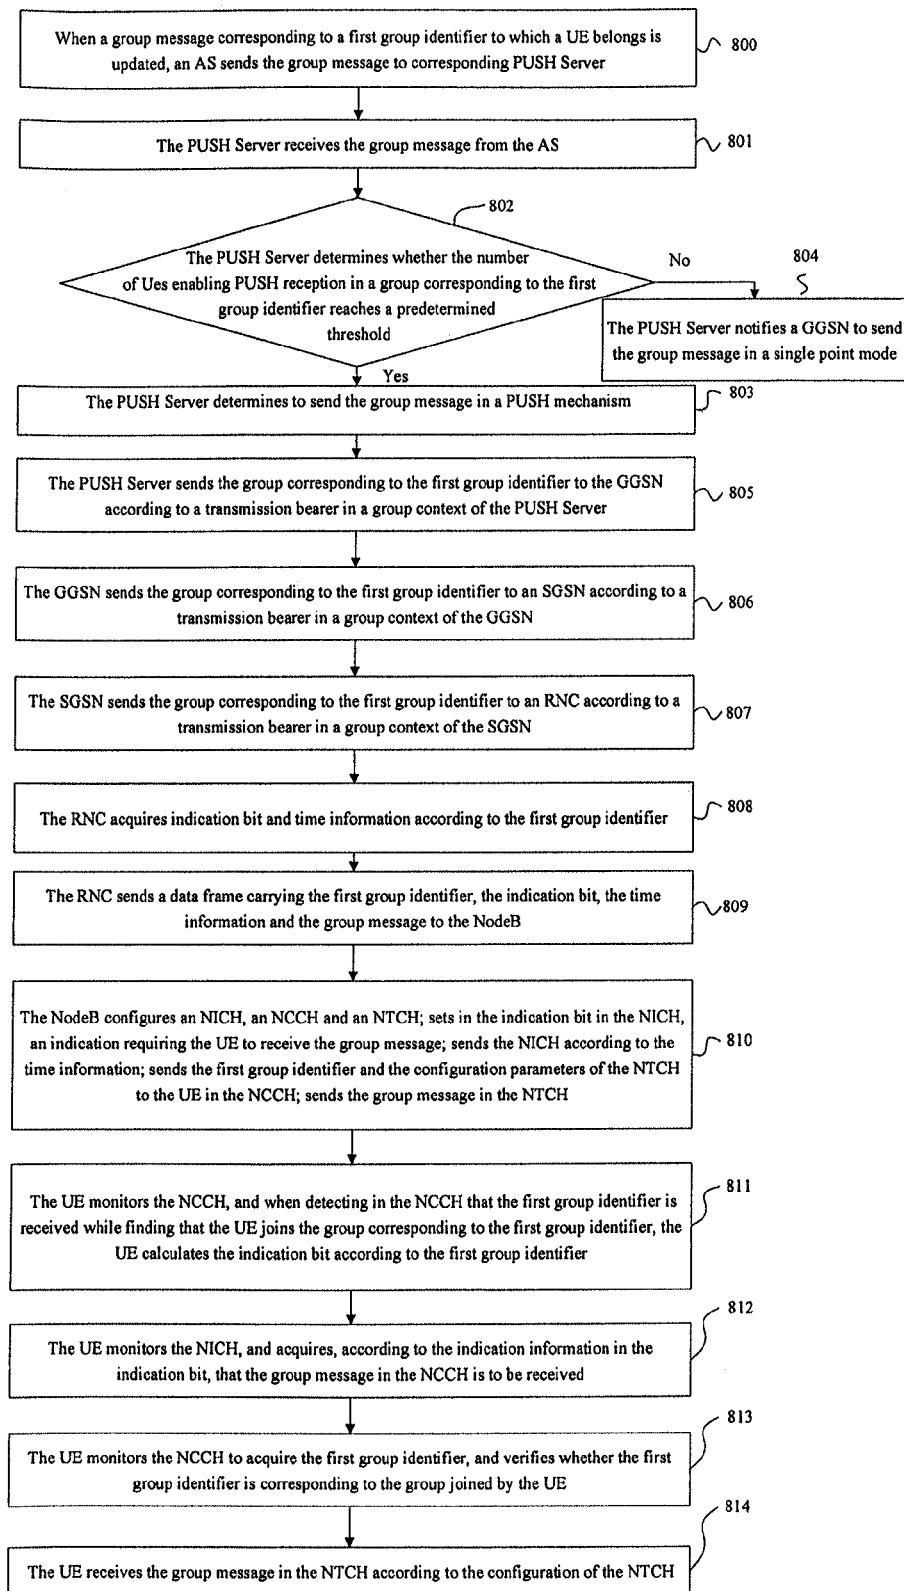 When a group message corresponding to a first group identifier to which a UE belongs is
updated, an AS sends the group message to corresponding PUSH Server
800
The PUSH Server receives the group message from the AS
801
802
The PUSH Server determines whether the number
of Ues enabling PUSH reception in a group corresponding to the first
group identifier reaches a predetermined
threshold
No
804
The PUSH Server notifies a GGSN to send
the group message in a single point mode
Yes
The PUSH Server determines to send the group message in a PUSH mechanism
803
The PUSH Server sends the group corresponding to the first group identifier to the GGSN
according to a transmission bearer in a group context of the PUSH Server
805
The GGSN sends the group corresponding to the first group identifier to an SGSN according to a
transmission bearer in a group context of the GGSN
806
The SGSN sends the group corresponding to the first group identifier to an RNC according to a
transmission bearer in a group context of the SGSN
807
The RNC acquires indication bit and time information according to the first group identifier
808
The RNC sends a data frame carrying the first group identifier, the indication bit, the time
information and the group message to the NodeB
809
The NodeB configures an NICH, an NCCH and an NTCH; sets in the indication bit in the NICH,
an indication requiring the UE to receive the group message; sends the NICH according to the
time information; sends the first group identifier and the configuration parameters of the NTCH
to the UE in the NCCH; sends the group message in the NTCH
810
The UE monitors the NCCH, and when detecting in the NCCH that the first group identifier is
received while finding that the UE joins the group corresponding to the first group identifier, the
UE calculates the indication bit according to the first group identifier
811
The UE monitors the NICH, and acquires, according to the indication information in the
indication bit, that the group message in the NCCH is to be received
812
The UE monitors the NCCH to acquire the first group identifier, and verifies whether the first
group identifier is corresponding to the group joined by the UE
813
The UE receives the group message in the NTCH according to the configuration of the NTCH
814